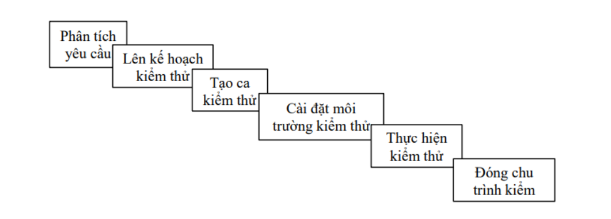 Phân tích
yêu cầu
Lên kế hoạch
kiểm thử
Tạo ca
kiểm thử
Cài đặt môi
trường kiểm thử
Thực hiện
kiểm thử
Đóng chu
trình kiểm